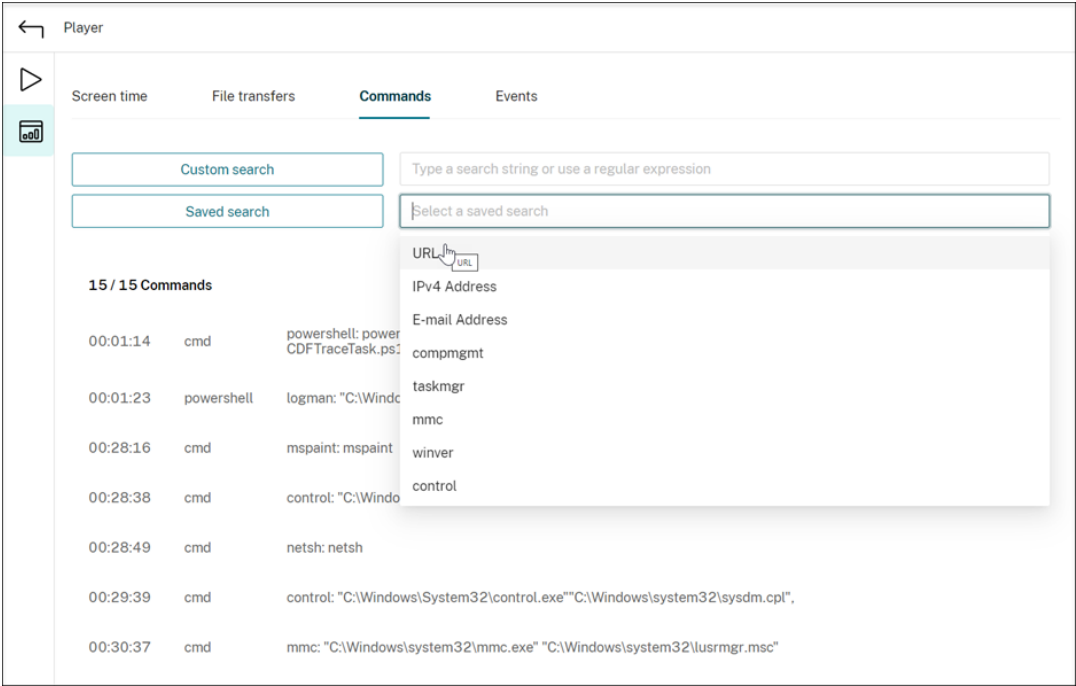 Player
Screen time File transfers Commands Events
Custom search Type a search string or use a regular expression
Saved search Select a saved search
URL
URL
15 / 15 Commands
IPv4 Address
E-mail Address
00:01:14 cmd powershell: power
CDFTraceTask.ps1
compmgmt
taskmgr
00:01:23 powershell logman: "C:\Windo
mmc
00:28:16 cmd mspaint: mspaint
winver
control
00:28:38 cmd control: "C:\Windo
00:28:49 cmd netsh: netsh
00:29:39 cmd control: "C:\Windows\System32\control.exe""C:\Windows\system32\sysdm.cpl",
00:30:37 cmd mmc: "C:\Windows\system32\mmc.exe" "C:\Windows\system32\lusrmgr.msc"